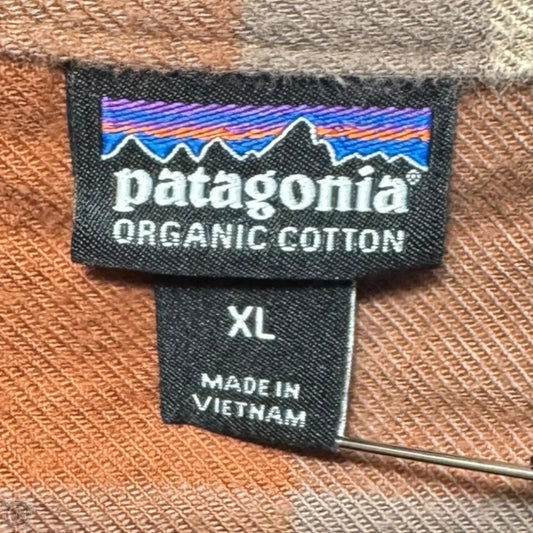 patagonia®
ORGANIC COTTON
XL
MADE IN
VIETNAM